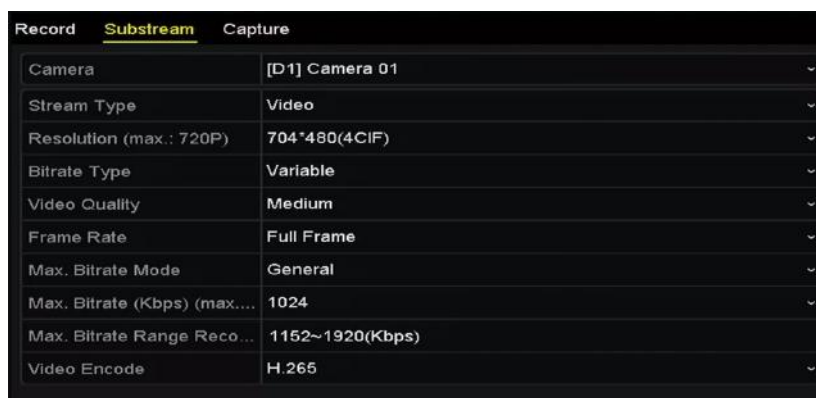 Record Substream Capture
Camera [D1] Camera 01
Stream Type Video
Resolution (max.: 720P) 704*480(4CIF)
Bitrate Type Variable
Video Quality Medium
Frame Rate Full Frame
Max. Bitrate Mode General
Max. Bitrate (Kbps) (max.... 1024
Max. Bitrate Range Reco... 1152~1920(Kbps)
Video Encode H.265